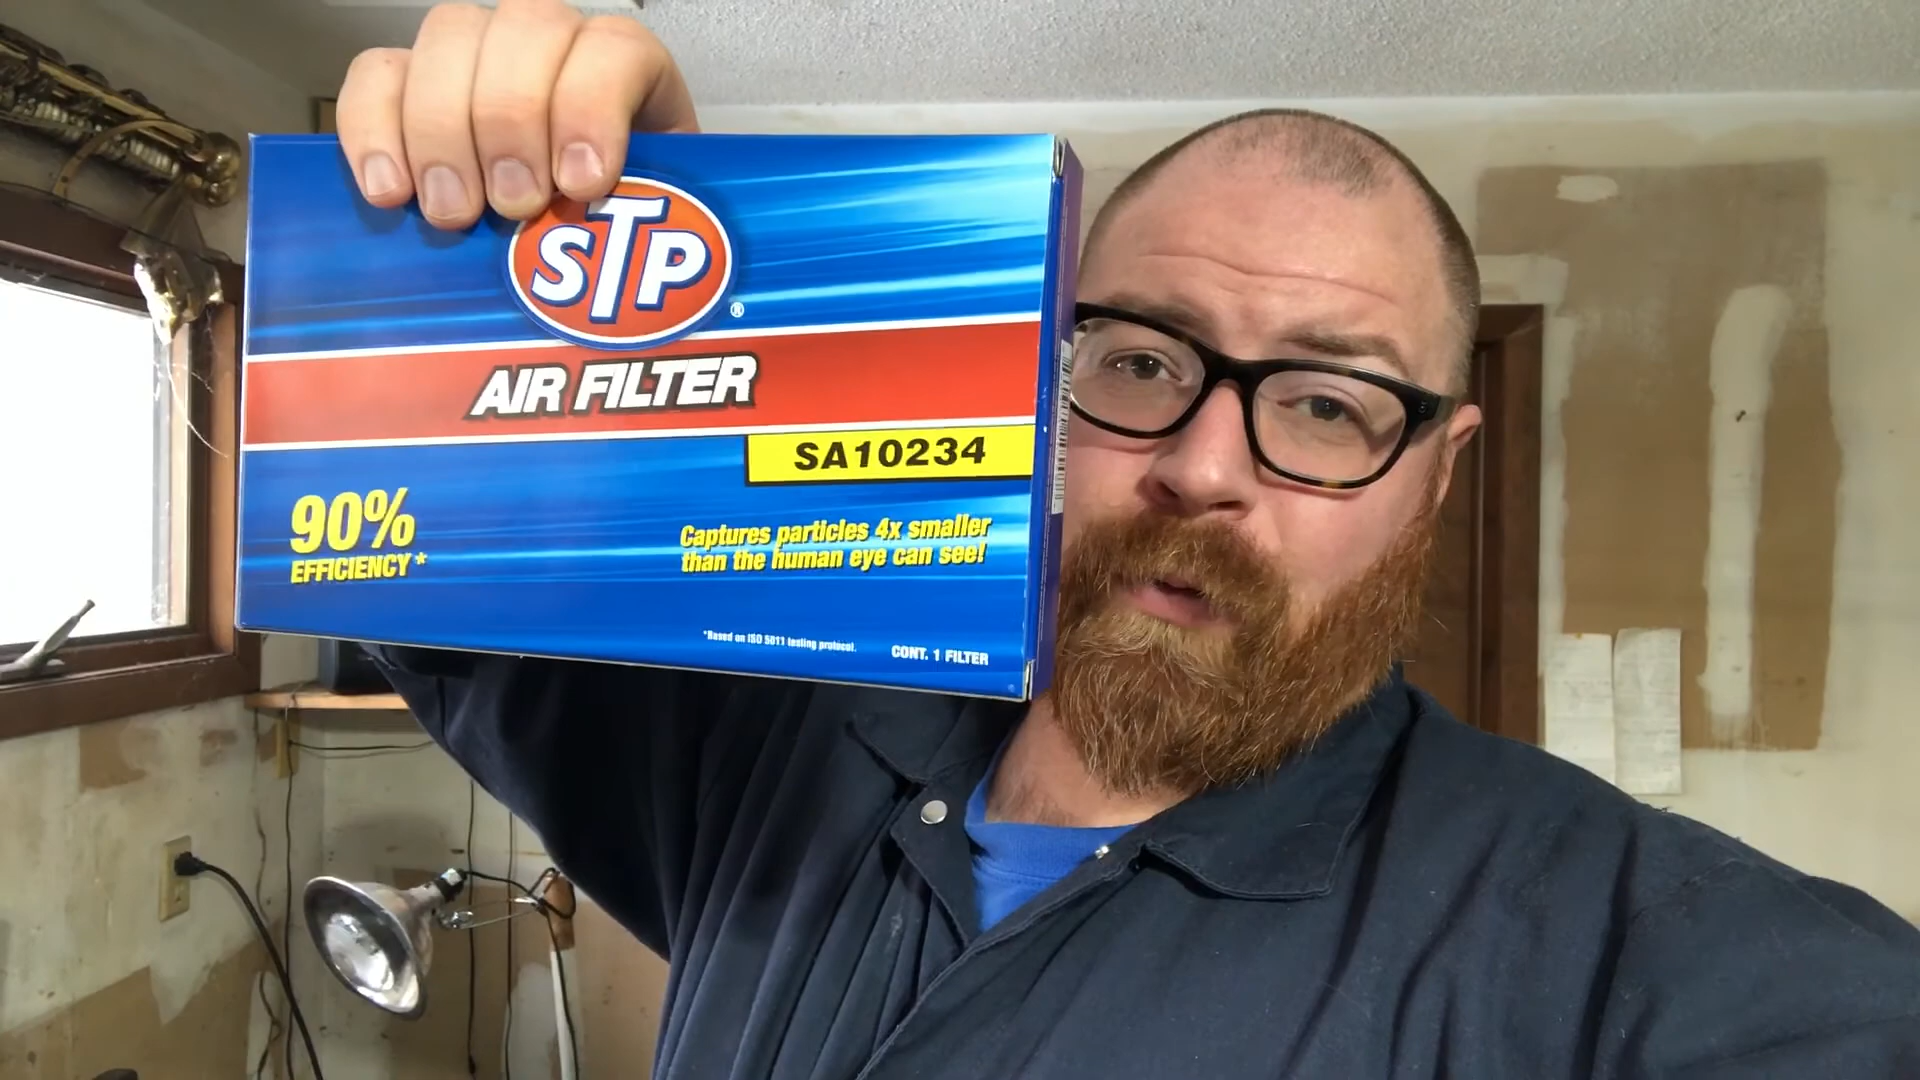 STP
®
AIR FILTER
SA10234
90%
EFFICIENCY*
Captures particles 4x smaller
than the human eye can see!
*Based on ISO 5011 testing protocol.
CONT. 1 FILTER